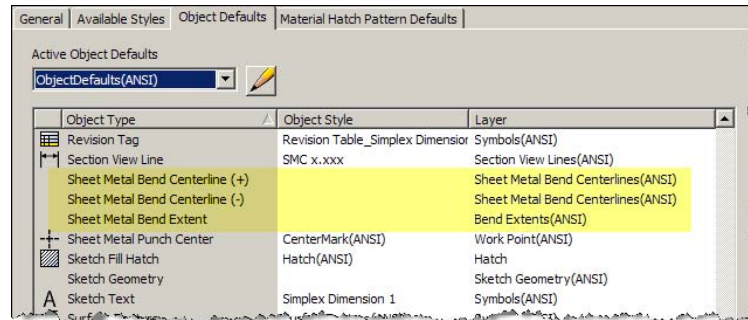 General Available Styles Object Defaults Material Hatch Pattern Defaults
Active Object Defaults
ObjectDefaults(ANSI)
Object Type Object Style Layer
Revision Tag Revision Table_Simplex Dimension Symbols(ANSI)
Section View Line SMC x.xxx Section View Lines(ANSI)
Sheet Metal Bend Centerline (+) Sheet Metal Bend Centerlines(ANSI)
Sheet Metal Bend Centerline (-) Sheet Metal Bend Centerlines(ANSI)
Sheet Metal Bend Extent Bend Extents(ANSI)
Sheet Metal Punch Center CenterMark(ANSI) Work Point(ANSI)
Sketch Fill Hatch Hatch(ANSI) Hatch
Sketch Geometry Sketch Geometry(ANSI)
Sketch Text Simplex Dimension 1 Symbols(ANSI)